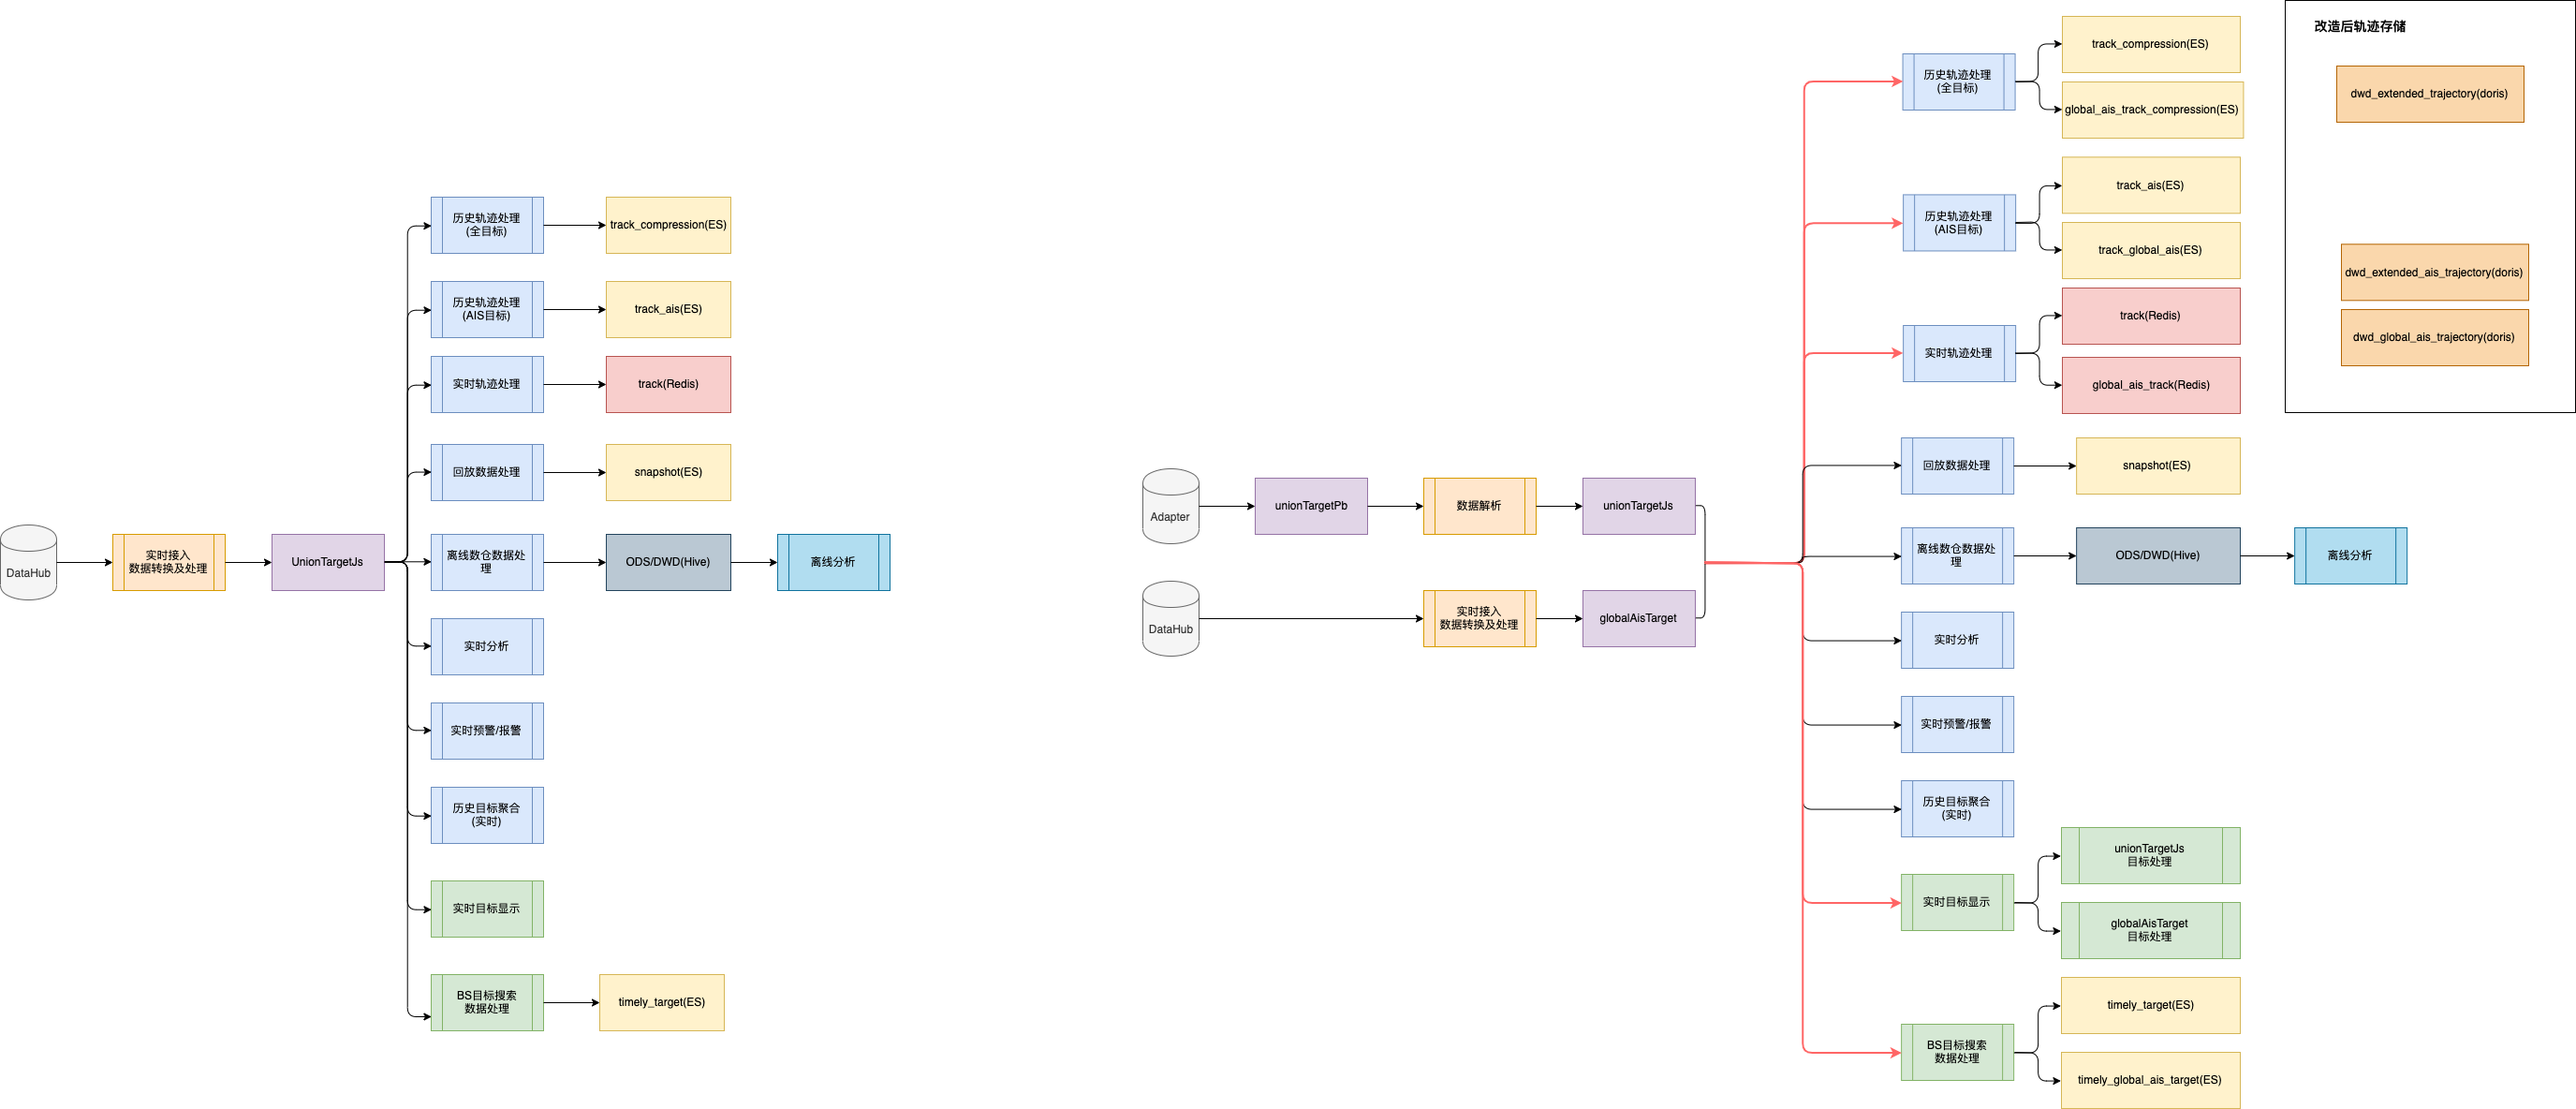 DataHub
实时接入
数据转换及处理
UnionTargetJs
历史轨迹处理
(全目标)
track_compression(ES)
历史轨迹处理
(AIS目标)
track_ais(ES)
实时轨迹处理
track(Redis)
回放数据处理
snapshot(ES)
离线数仓数据处
理
ODS/DWD(Hive)
离线分析
实时分析
实时预警/报警
历史目标聚合
(实时)
实时目标显示
BS目标搜索
数据处理
timely_target(ES)
Adapter
unionTargetPb
数据解析
unionTargetJs
DataHub
实时接入
数据转换及处理
globalAisTarget
历史轨迹处理
(全目标)
track_compression(ES)
global_ais_track_compression(ES)
历史轨迹处理
(AIS目标)
track_ais(ES)
track_global_ais(ES)
实时轨迹处理
track(Redis)
global_ais_track(Redis)
回放数据处理
snapshot(ES)
离线数仓数据处
理
ODS/DWD(Hive)
离线分析
实时分析
实时预警/报警
历史目标聚合
(实时)
实时目标显示
unionTargetJs
目标处理
globalAisTarget
目标处理
BS目标搜索
数据处理
timely_target(ES)
timely_global_ais_target(ES)
改造后轨迹存储
dwd_extended_trajectory(doris)
dwd_extended_ais_trajectory(doris)
dwd_global_ais_trajectory(doris)